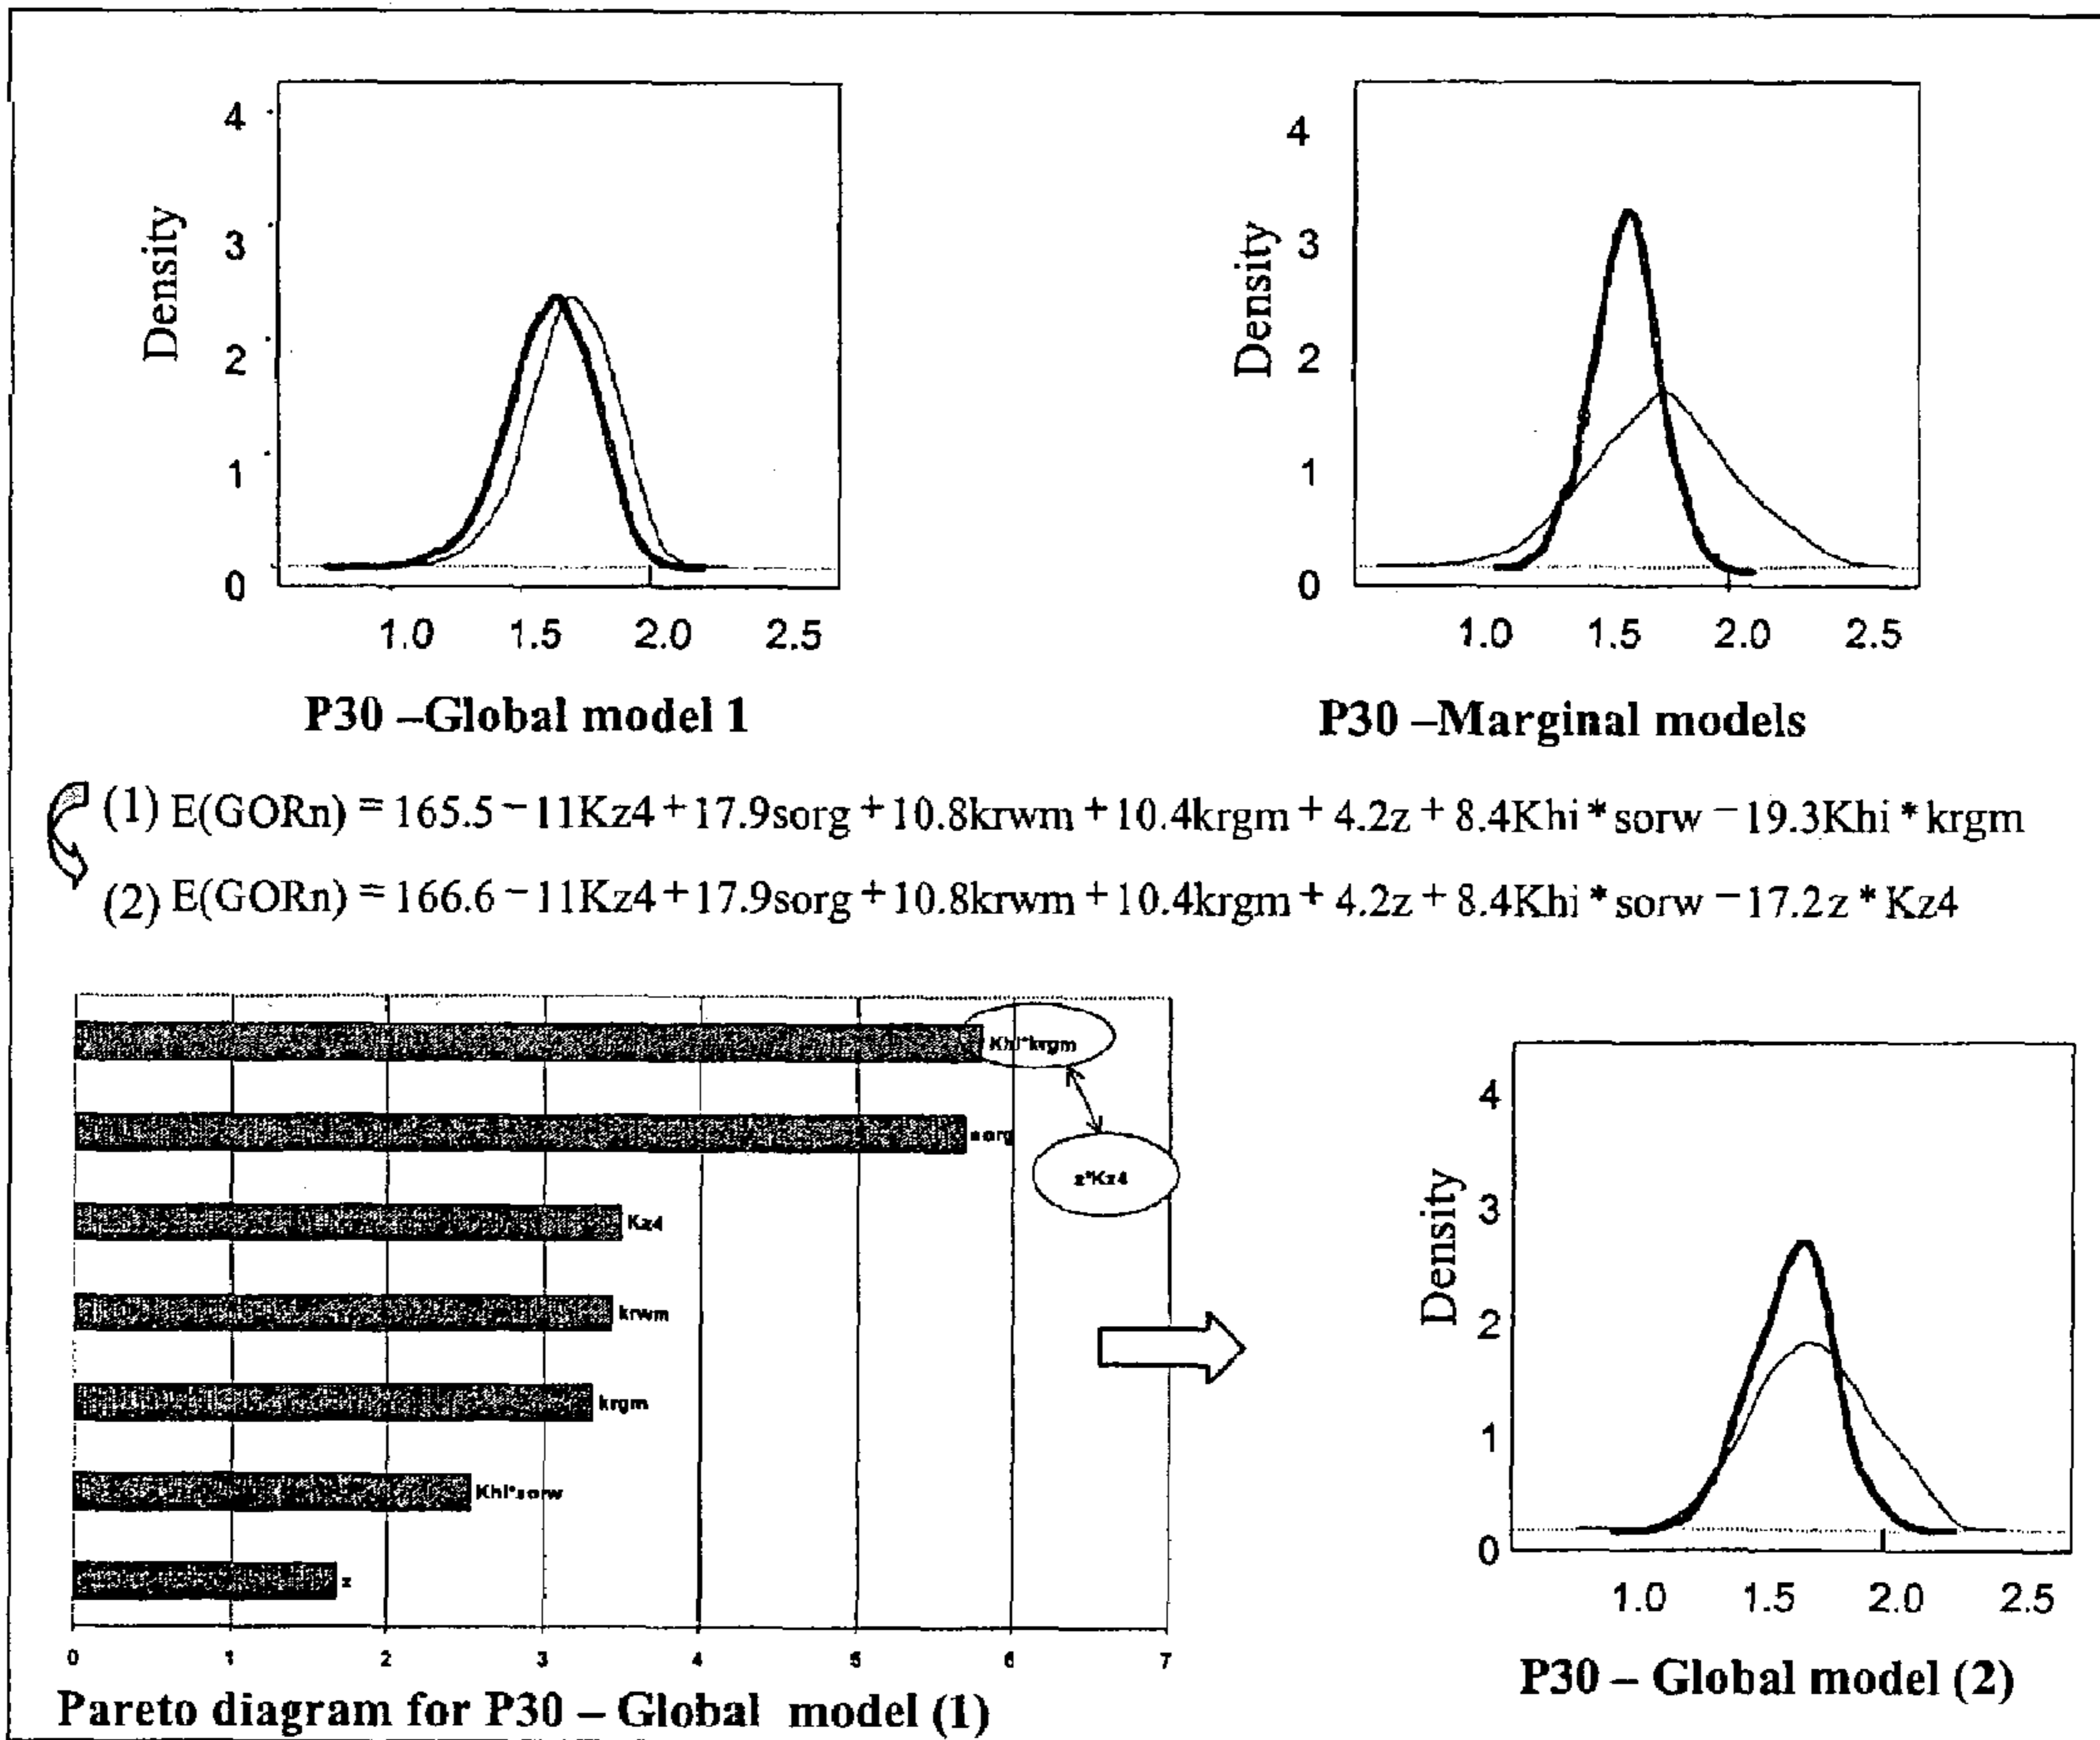 4
3
2
1
0
Density
1.0 1.5 2.0 2.5
P30 –Global model 1
4
3
2
1
0
Density
1.0 1.5 2.0 2.5
P30 –Marginal models
(1) E(GORn) = 165.5 − 11Kz4 + 17.9sorg + 10.8krwm + 10.4krgm + 4.2z + 8.4Khi * sorw − 19.3Khi * krgm
(2) E(GORn) = 166.6 − 11Kz4 + 17.9sorg + 10.8krwm + 10.4krgm + 4.2z + 8.4Khi * sorw − 17.2z * Kz4
Khi*krgm
sorg
z*Kz4
Kz4
krwm
krgm
Khi*sorw
z
0 1 2 3 4 5 6 7
Pareto diagram for P30 – Global model (1)
4
3
2
1
0
Density
1.0 1.5 2.0 2.5
P30 – Global model (2)